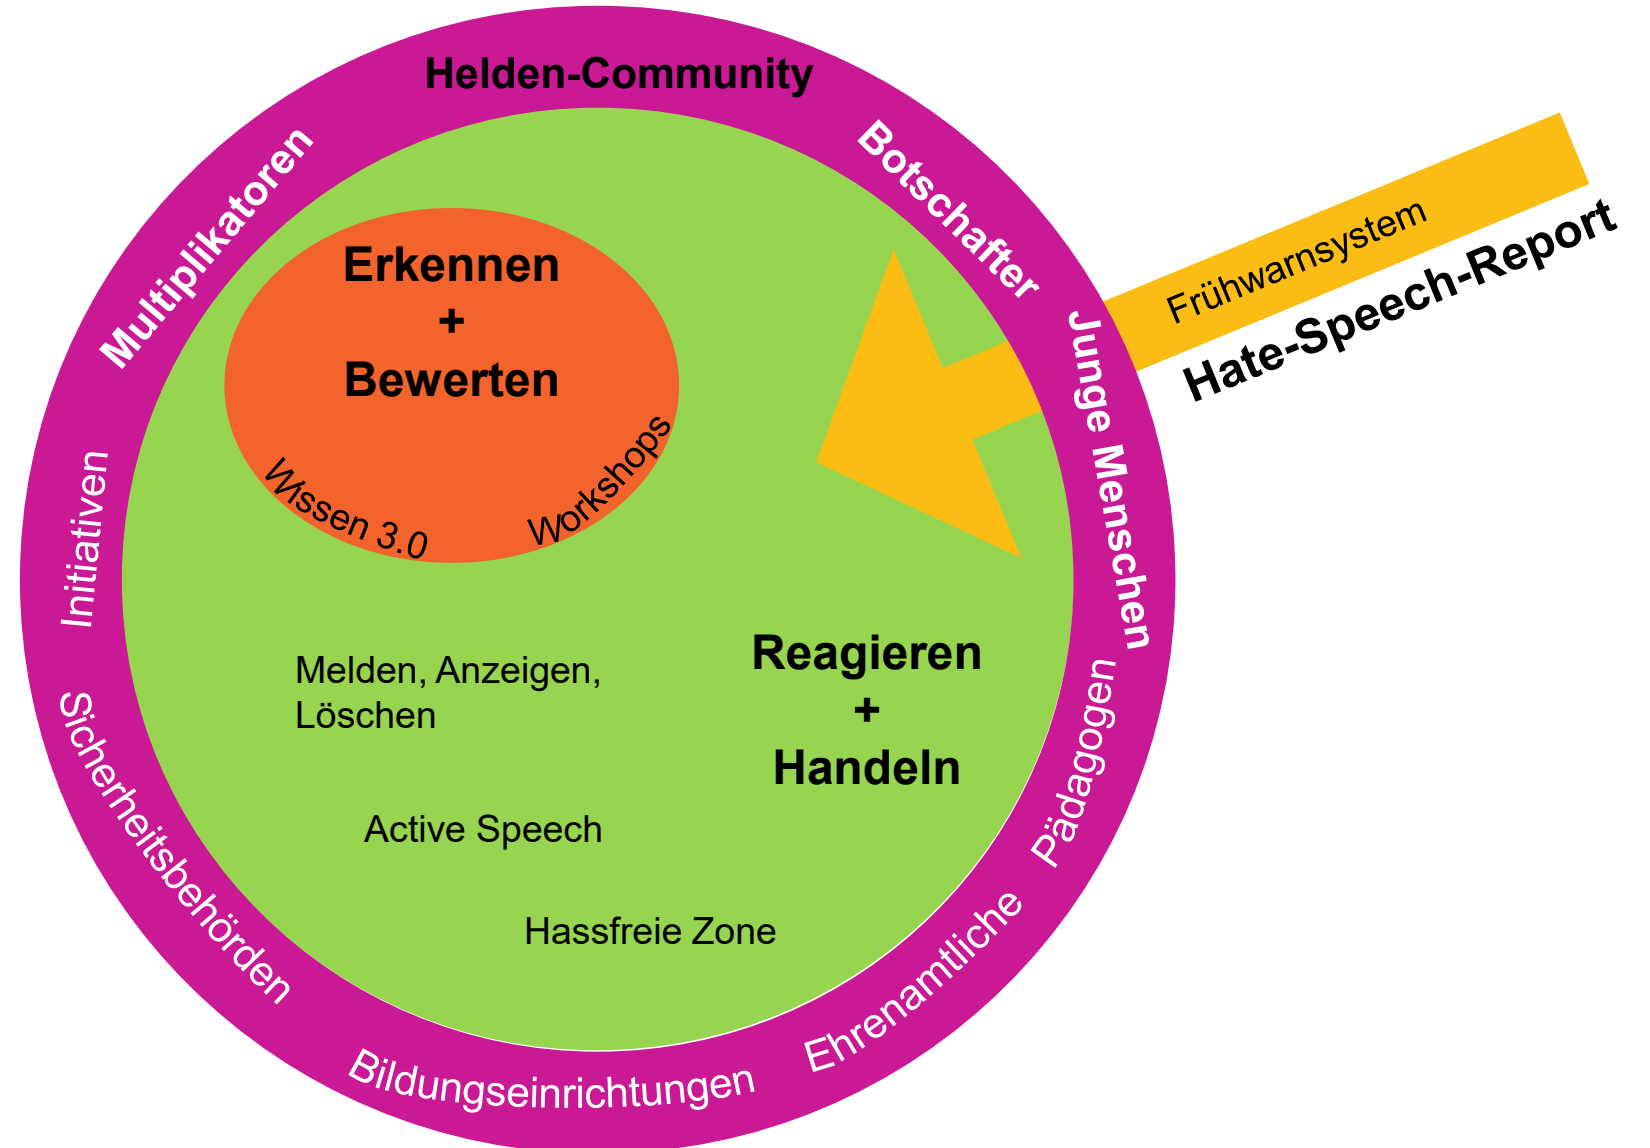 Helden-Community
Multiplikatoren
Botschafter
Junge Menschen
Pädagogen
Ehrenamtliche
Bildungseinrichtungen
Sicherheitsbehörden
Initiativen
Frühwarnsystem
Hate-Speech-Report
Erkennen
+
Bewerten
Wissen 3.0
Workshops
Melden, Anzeigen,
Löschen
Active Speech
Hassfreie Zone
Reagieren
+
Handeln